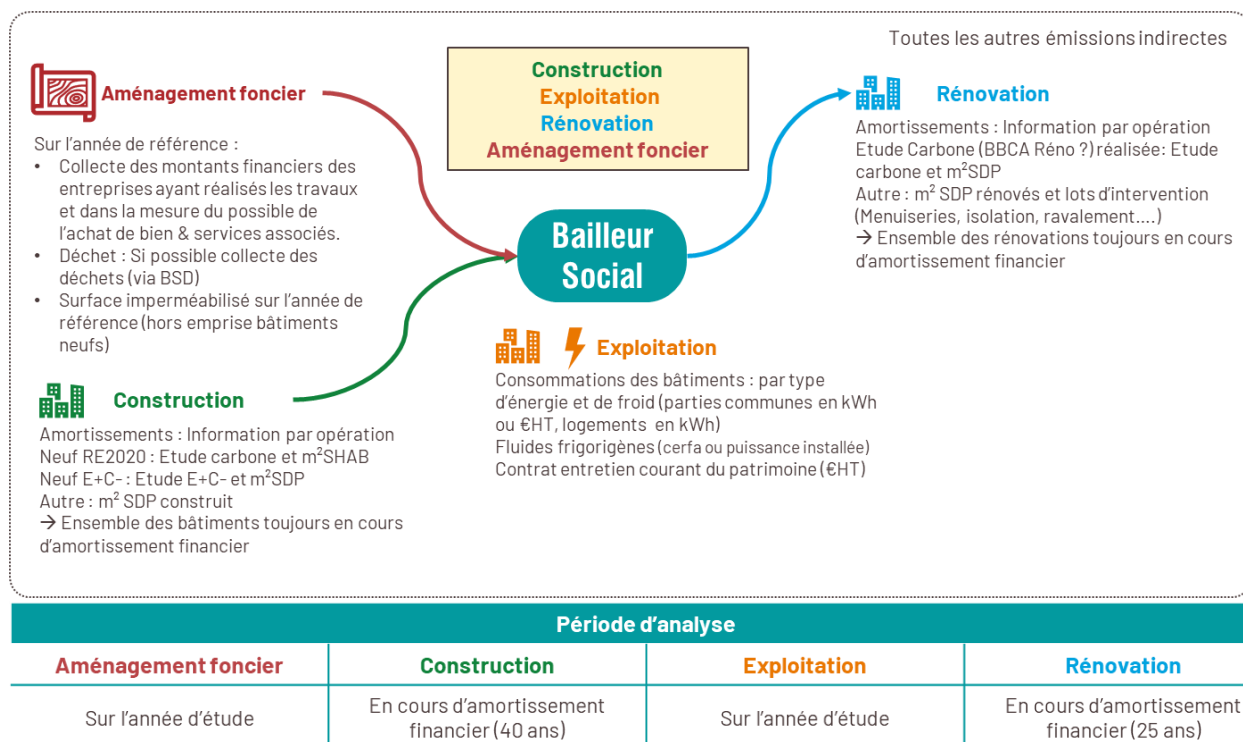 Toutes les autres émissions indirectes
Construction
Exploitation
Rénovation
Aménagement foncier
Aménagement foncier
Sur l'année de référence :
• Collecte des montants financiers des
entreprises ayant réalisés les travaux
et dans la mesure du possible de
l'achat de bien & services associés.
• Déchet : Si possible collecte des
déchets (via BSD)
• Surface imperméabilisé sur l'année de
référence (hors emprise bâtiments
neufs)
Bailleur
Social
Rénovation
Amortissements : Information par opération
Etude Carbone (BBCA Réno ?) réalisée: Etude
carbone et m²SDP
Autre : m² SDP rénovés et lots d'intervention
(Menuiseries, isolation, ravalement….)
→ Ensemble des rénovations toujours en cours
d'amortissement financier
Construction
Amortissements : Information par opération
Neuf RE2020 : Etude carbone et m²SHAB
Neuf E+C- : Etude E+C- et m²SDP
Autre : m² SDP construit
→ Ensemble des bâtiments toujours en cours
d'amortissement financier
Exploitation
Consommations des bâtiments : par type
d'énergie et de froid (parties communes en kWh
ou €HT, logements en kWh)
Fluides frigorigènes (cerfa ou puissance installée)
Contrat entretien courant du patrimoine (€HT)
Période d'analyse
Aménagement foncier
Construction
Exploitation
Rénovation
Sur l'année d'étude
En cours d'amortissement
financier (40 ans)
Sur l'année d'étude
En cours d'amortissement
financier (25 ans)